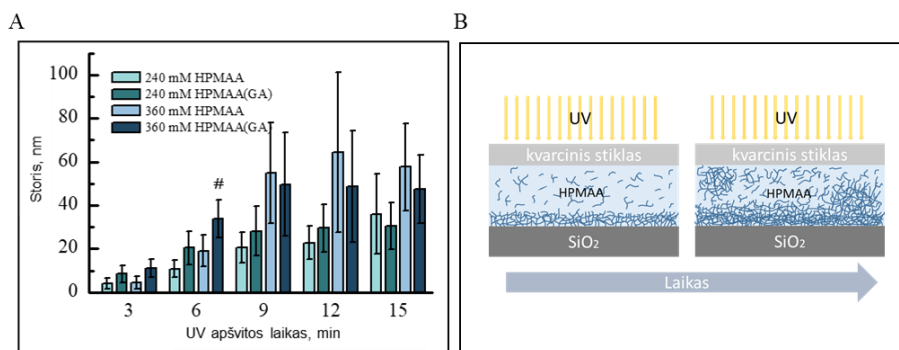 A
B
100
80
60
40
20
0
Storis, nm
240 mM HPMAA
240 mM HPMAA(GA)
360 mM HPMAA
360 mM HPMAA(GA)
#
3 6 9 12 15
UV apšvitos laikas, min
UV
kvarcinis stiklas
HPMAA
SiO₂
UV
kvarcinis stiklas
HPMAA
SiO₂
Laikas